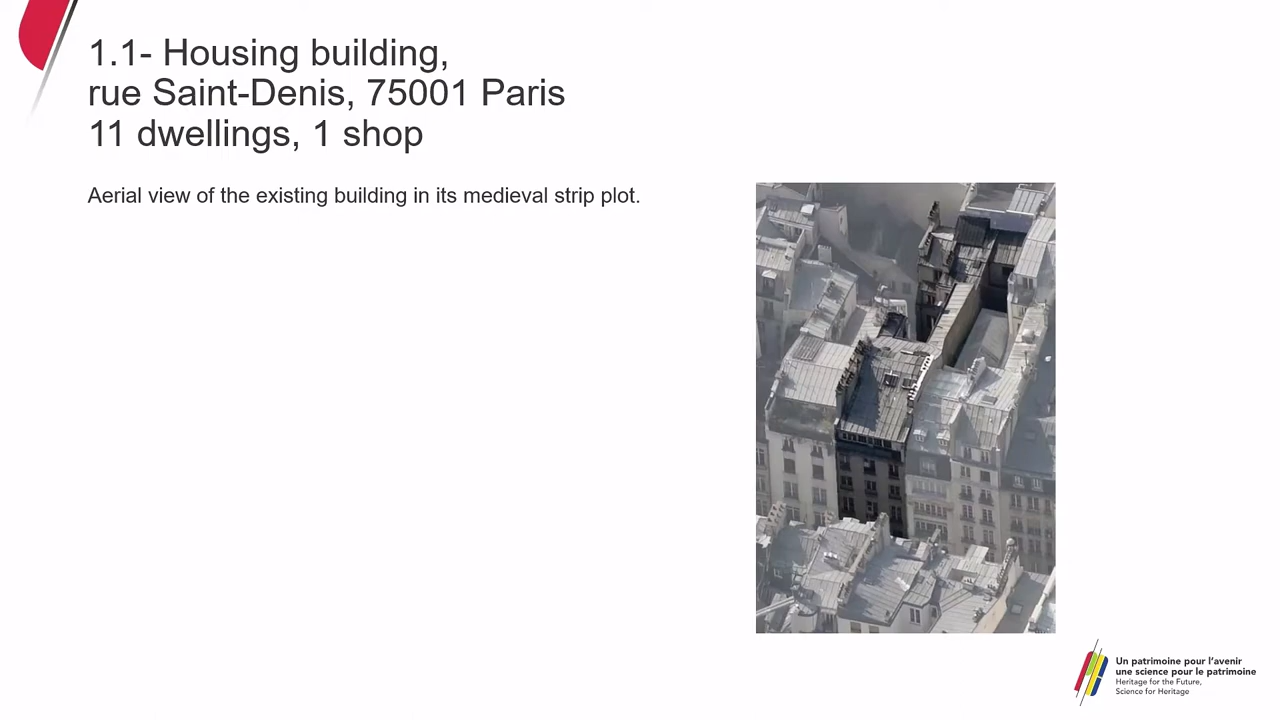 1.1- Housing building,
rue Saint-Denis, 75001 Paris
11 dwellings, 1 shop
Aerial view of the existing building in its medieval strip plot.
Un patrimoine pour l'avenir
une science pour le patrimoine
Heritage for the Future,
Science for Heritage